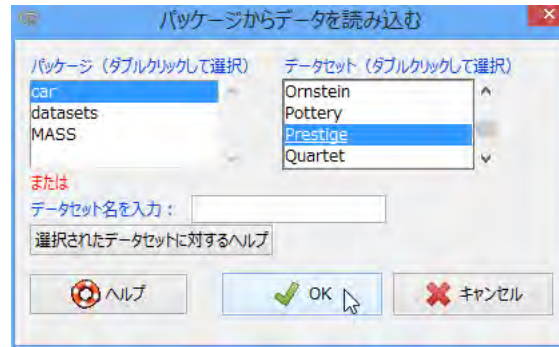 パッケージからデータを読み込む
パッケージ（ダブルクリックして選択）
car
datasets
MASS
データセット（ダブルクリックして選択）
Ornstein
Pottery
Prestige
Quartet
または
データセット名を入力：
選択されたデータセットに対するヘルプ
ヘルプ
OK
キャンセル